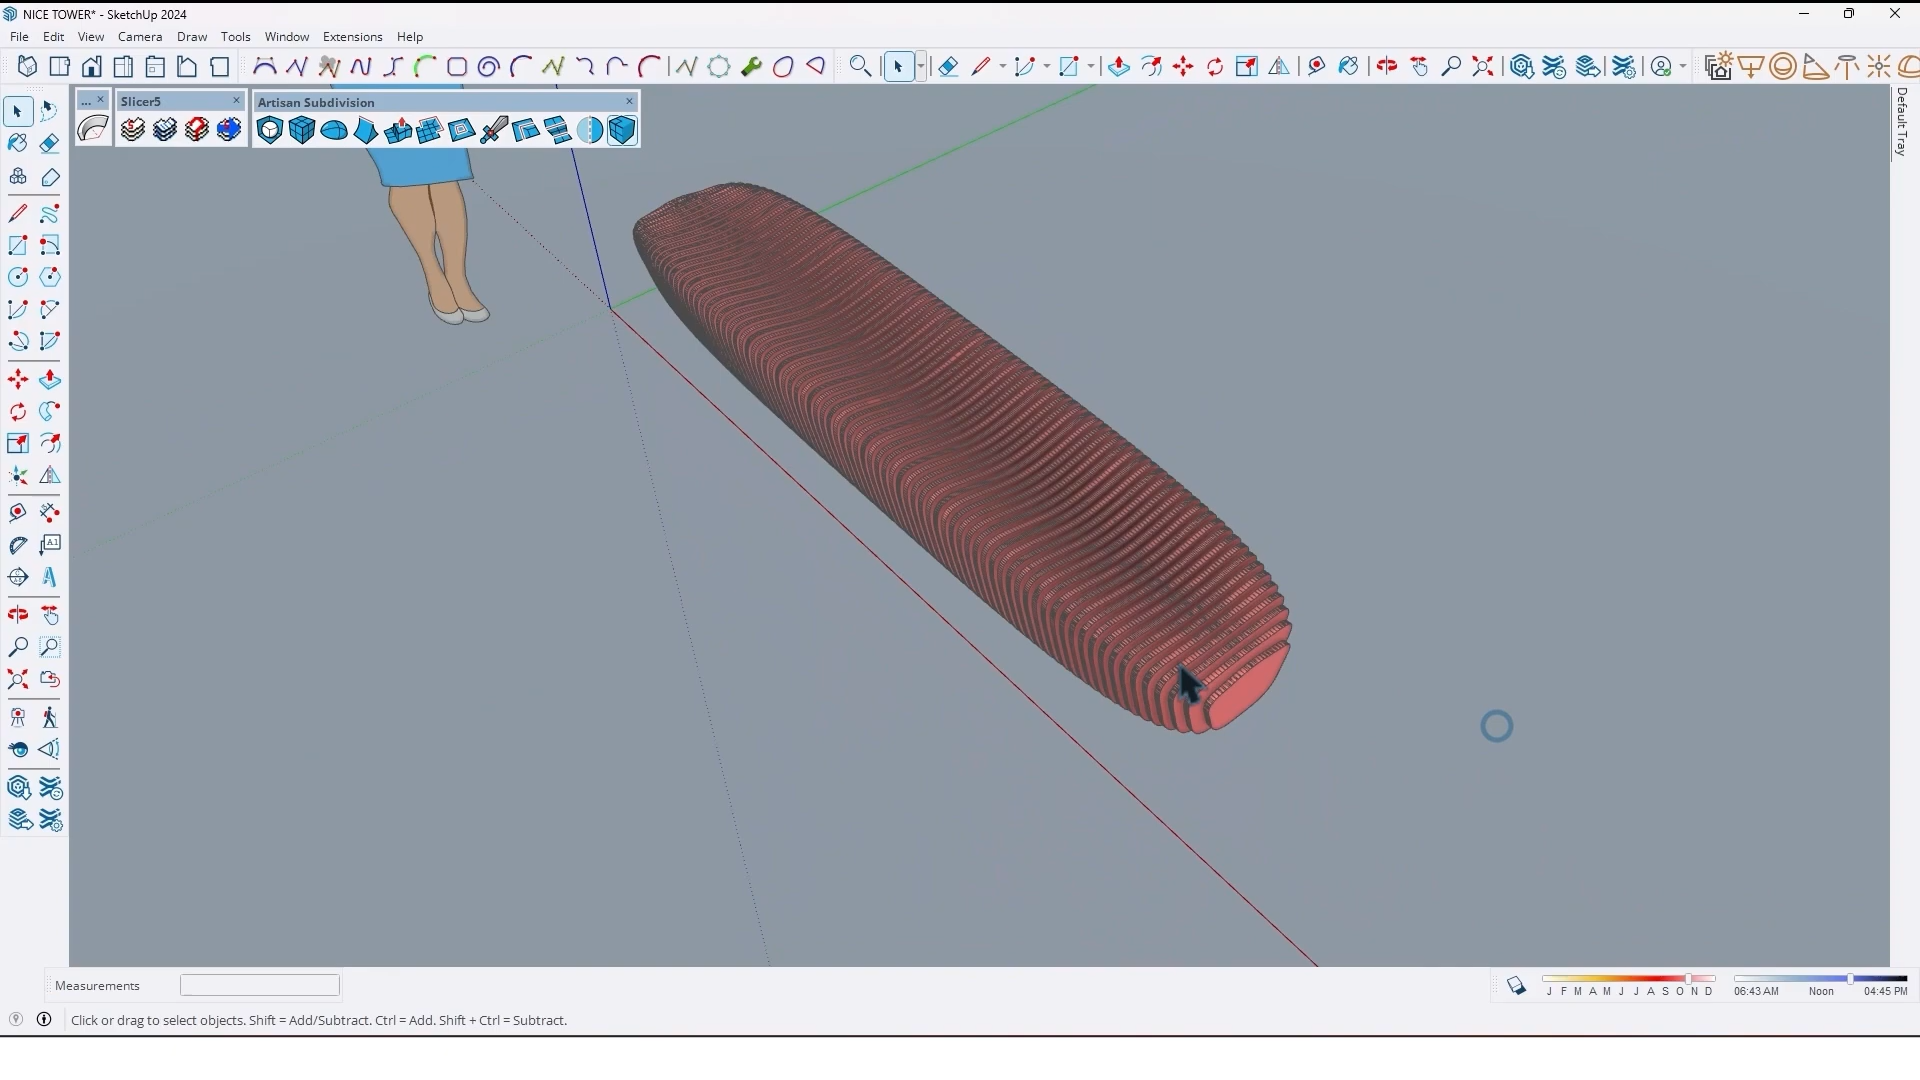 NICE TOWER* - SketchUp 2024
File Edit View Camera Draw Tools Window Extensions Help
... Slicer5 Artisan Subdivision
Default Tray
A1
Measurements
J F M A M J J A S O N D
06:43 AM Noon 04:45 PM
Click or drag to select objects. Shift = Add/Subtract. Ctrl = Add. Shift + Ctrl = Subtract.